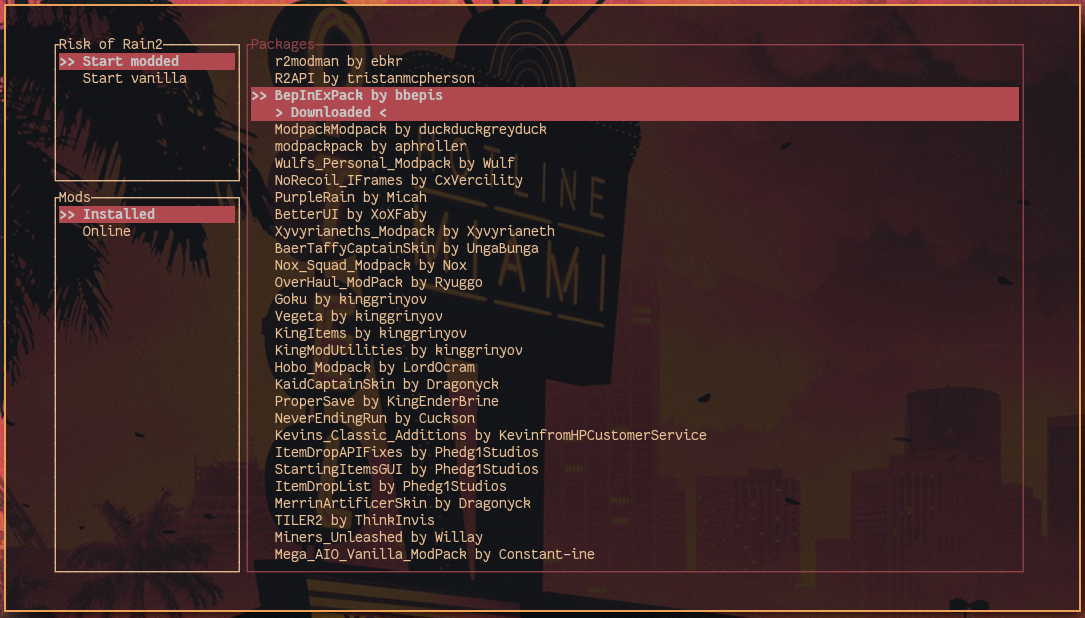 Risk of Rain2
>> Start modded
Start vanilla
Mods
>> Installed
Online
Packages
r2modman by ebkr
R2API by tristanmcpherson
>> BepInExPack by bbepis
> Downloaded <
ModpackModpack by duckduckgreyduck
modpackpack by aphroller
Wulfs_Personal_Modpack by Wulf
NoRecoil_IFrames by CxVercility
PurpleRain by Micah
BetterUI by XoXFaby
Xyvyrianeths_Modpack by Xyvyrianeth
BaerTaffyCaptainSkin by UngaBunga
Nox_Squad_Modpack by Nox
OverHaul_ModPack by Ryuggo
Goku by kinggrinyov
Vegeta by kinggrinyov
KingItems by kinggrinyov
KingModUtilities by kinggrinyov
Hobo_Modpack by LordOcram
KaidCaptainSkin by Dragonyck
ProperSave by KingEnderBrine
NeverEndingRun by Cuckson
Kevins_Classic_Additions by KevinfromHPCustomerService
ItemDropAPIFixes by Phedg1Studios
StartingItemsGUI by Phedg1Studios
ItemDropList by Phedg1Studios
MerrinArtificerSkin by Dragonyck
TILER2 by ThinkInvis
Miners_Unleashed by Willay
Mega_AIO_Vanilla_ModPack by Constant-ine
HOTLINE
MIAMI